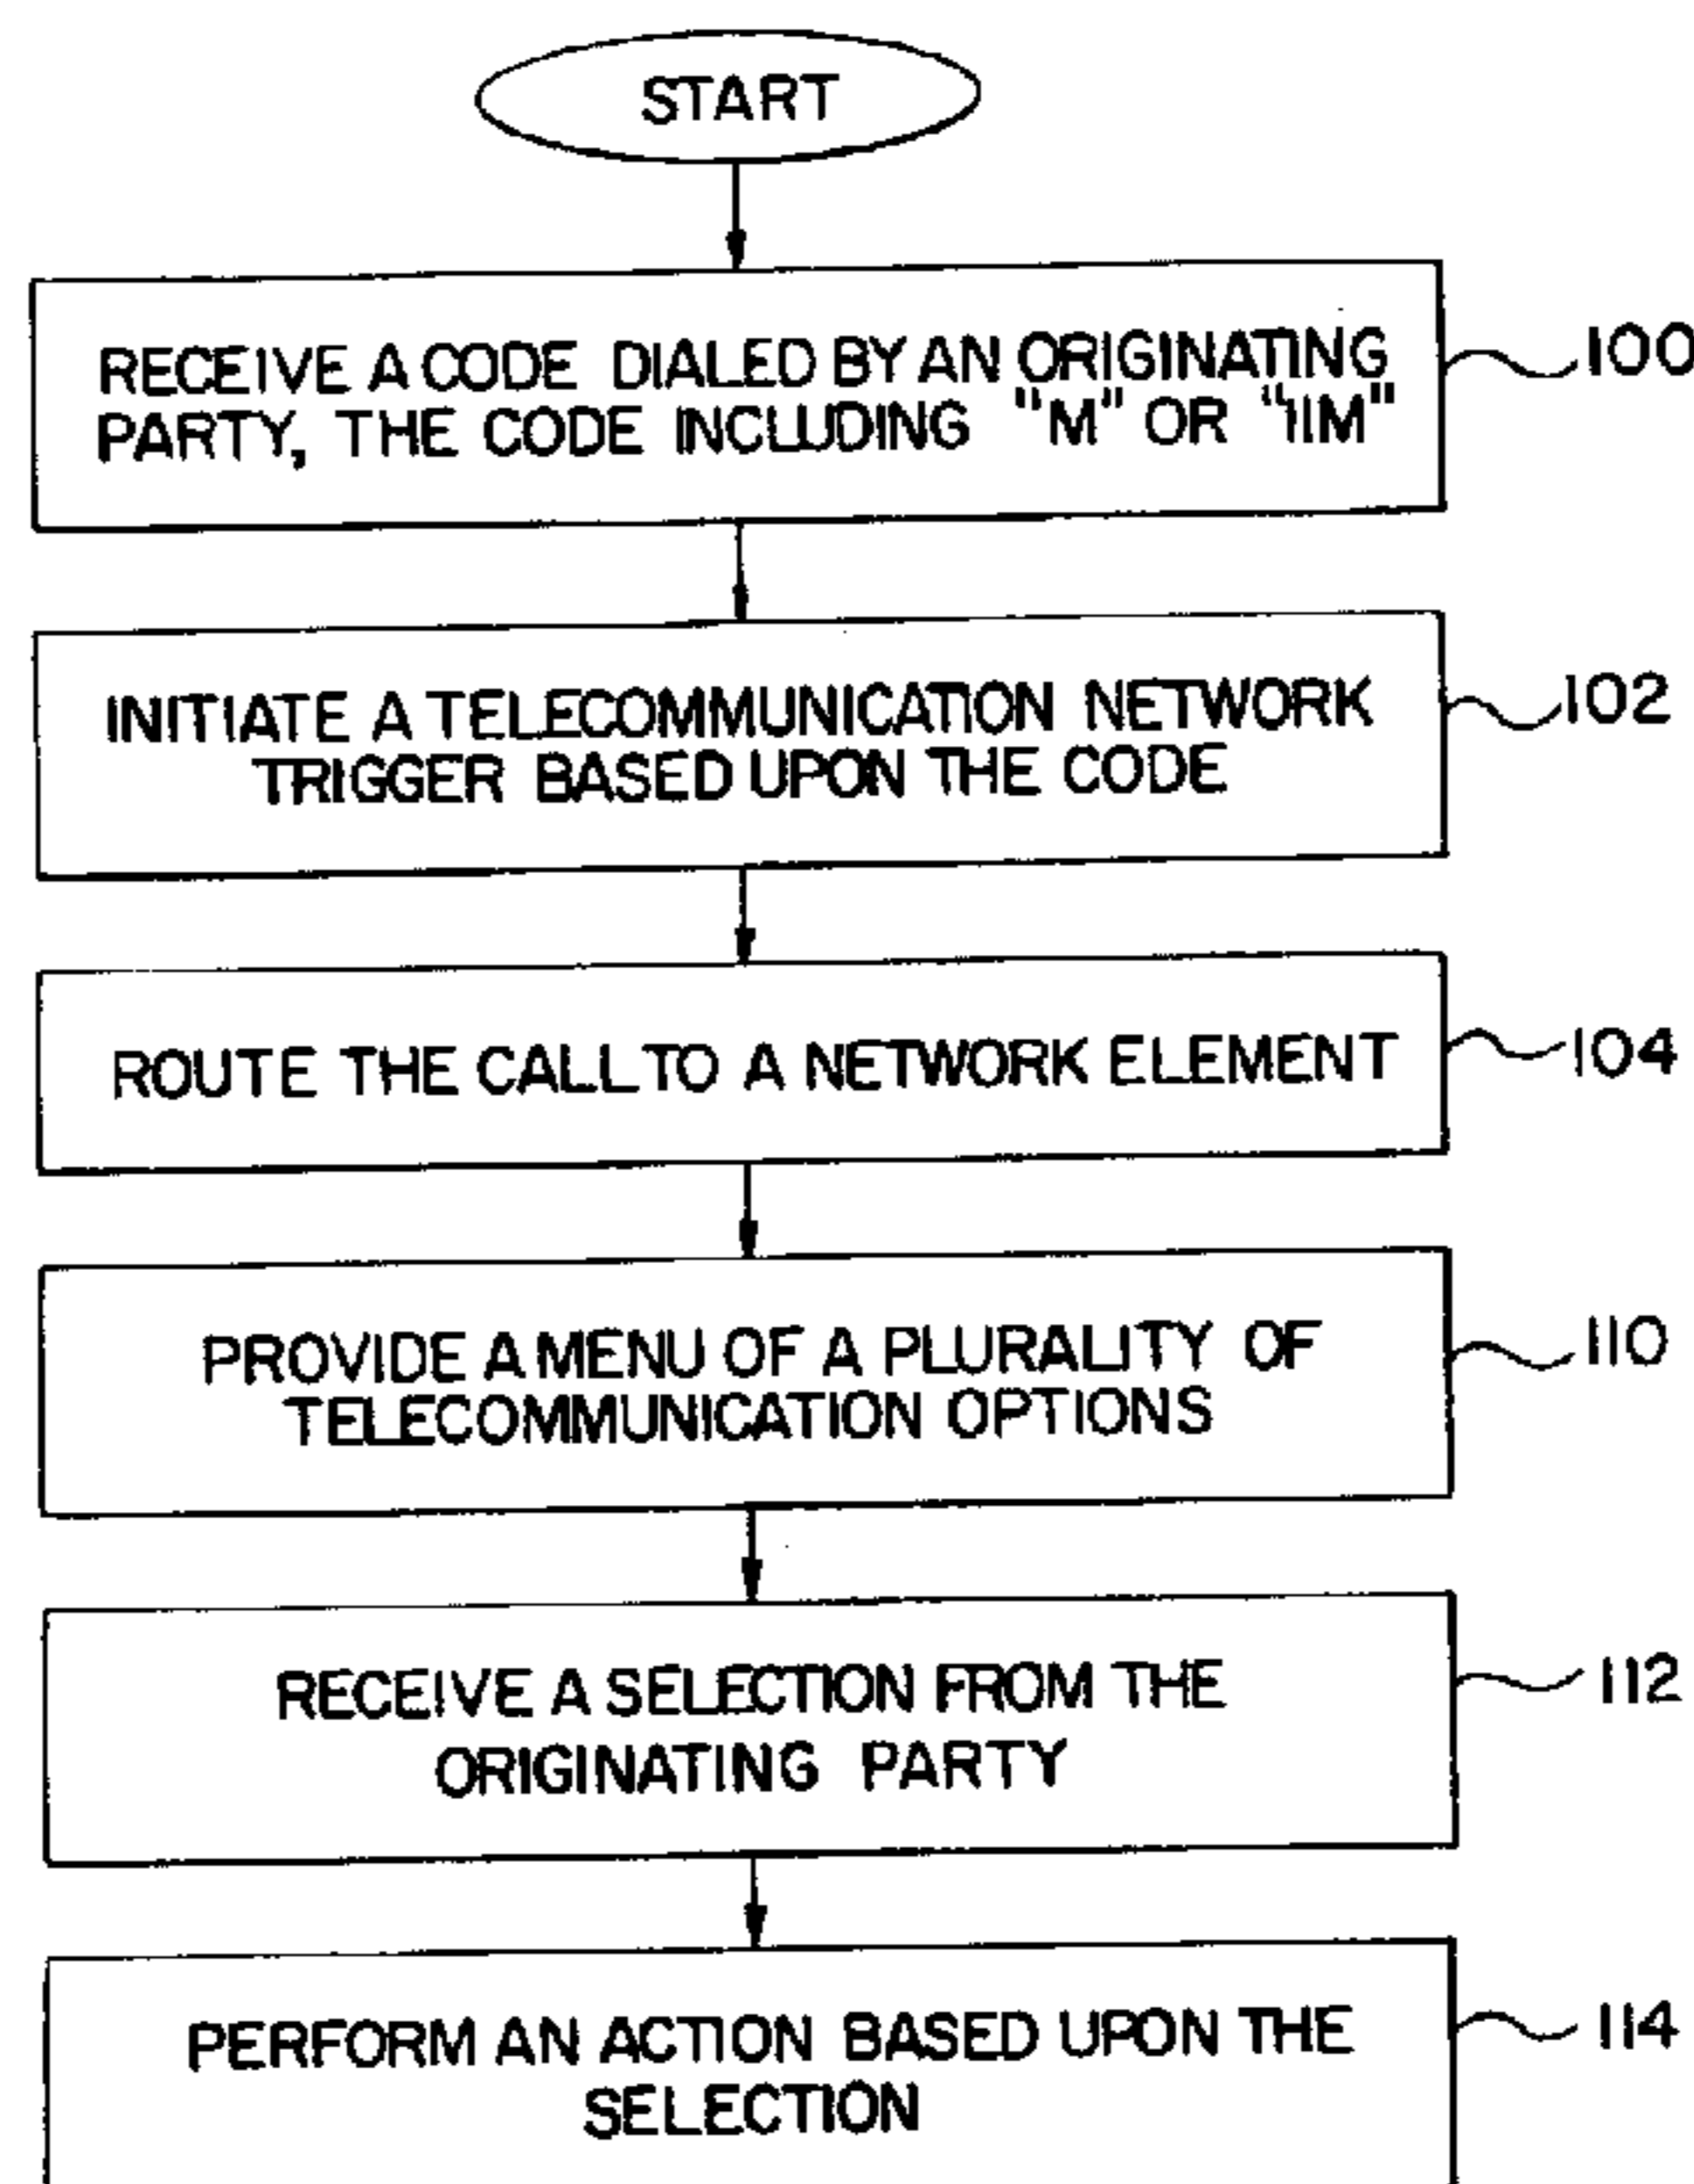 START
RECEIVE A CODE DIALED BY AN ORIGINATING
PARTY, THE CODE INCLUDING "M" OR "11M"
100
INITIATE A TELECOMMUNICATION NETWORK
TRIGGER BASED UPON THE CODE
102
ROUTE THE CALL TO A NETWORK ELEMENT
104
PROVIDE A MENU OF A PLURALITY OF
TELECOMMUNICATION OPTIONS
110
RECEIVE A SELECTION FROM THE
ORIGINATING PARTY
112
PERFORM AN ACTION BASED UPON THE
SELECTION
114